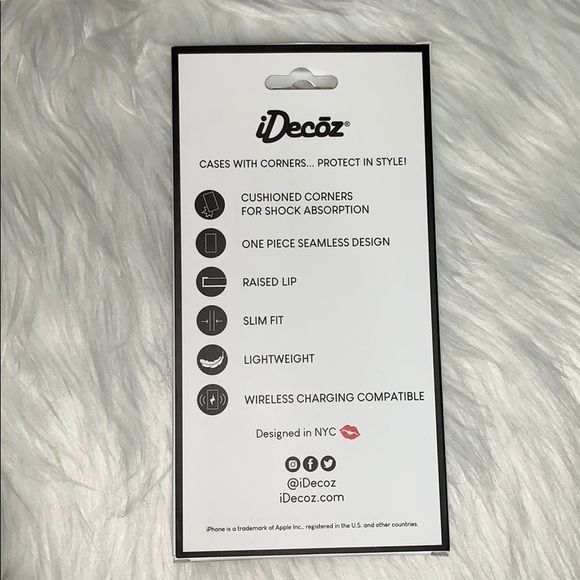 iDecōz®
CASES WITH CORNERS... PROTECT IN STYLE!
CUSHIONED CORNERS
FOR SHOCK ABSORPTION
ONE PIECE SEAMLESS DESIGN
RAISED LIP
SLIM FIT
LIGHTWEIGHT
WIRELESS CHARGING COMPATIBLE
Designed in NYC
@iDecoz
iDecoz.com
iPhone is a trademark of Apple Inc., registered in the U.S. and other countries.